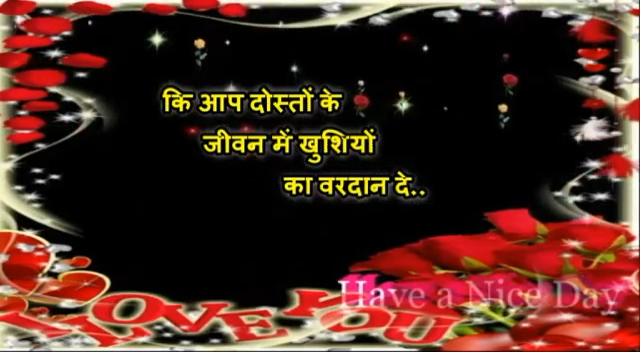 कि आप दोस्तों के
जीवन में खुशियों
का वरदान दे..
Have a Nice Day
I LOVE YOU